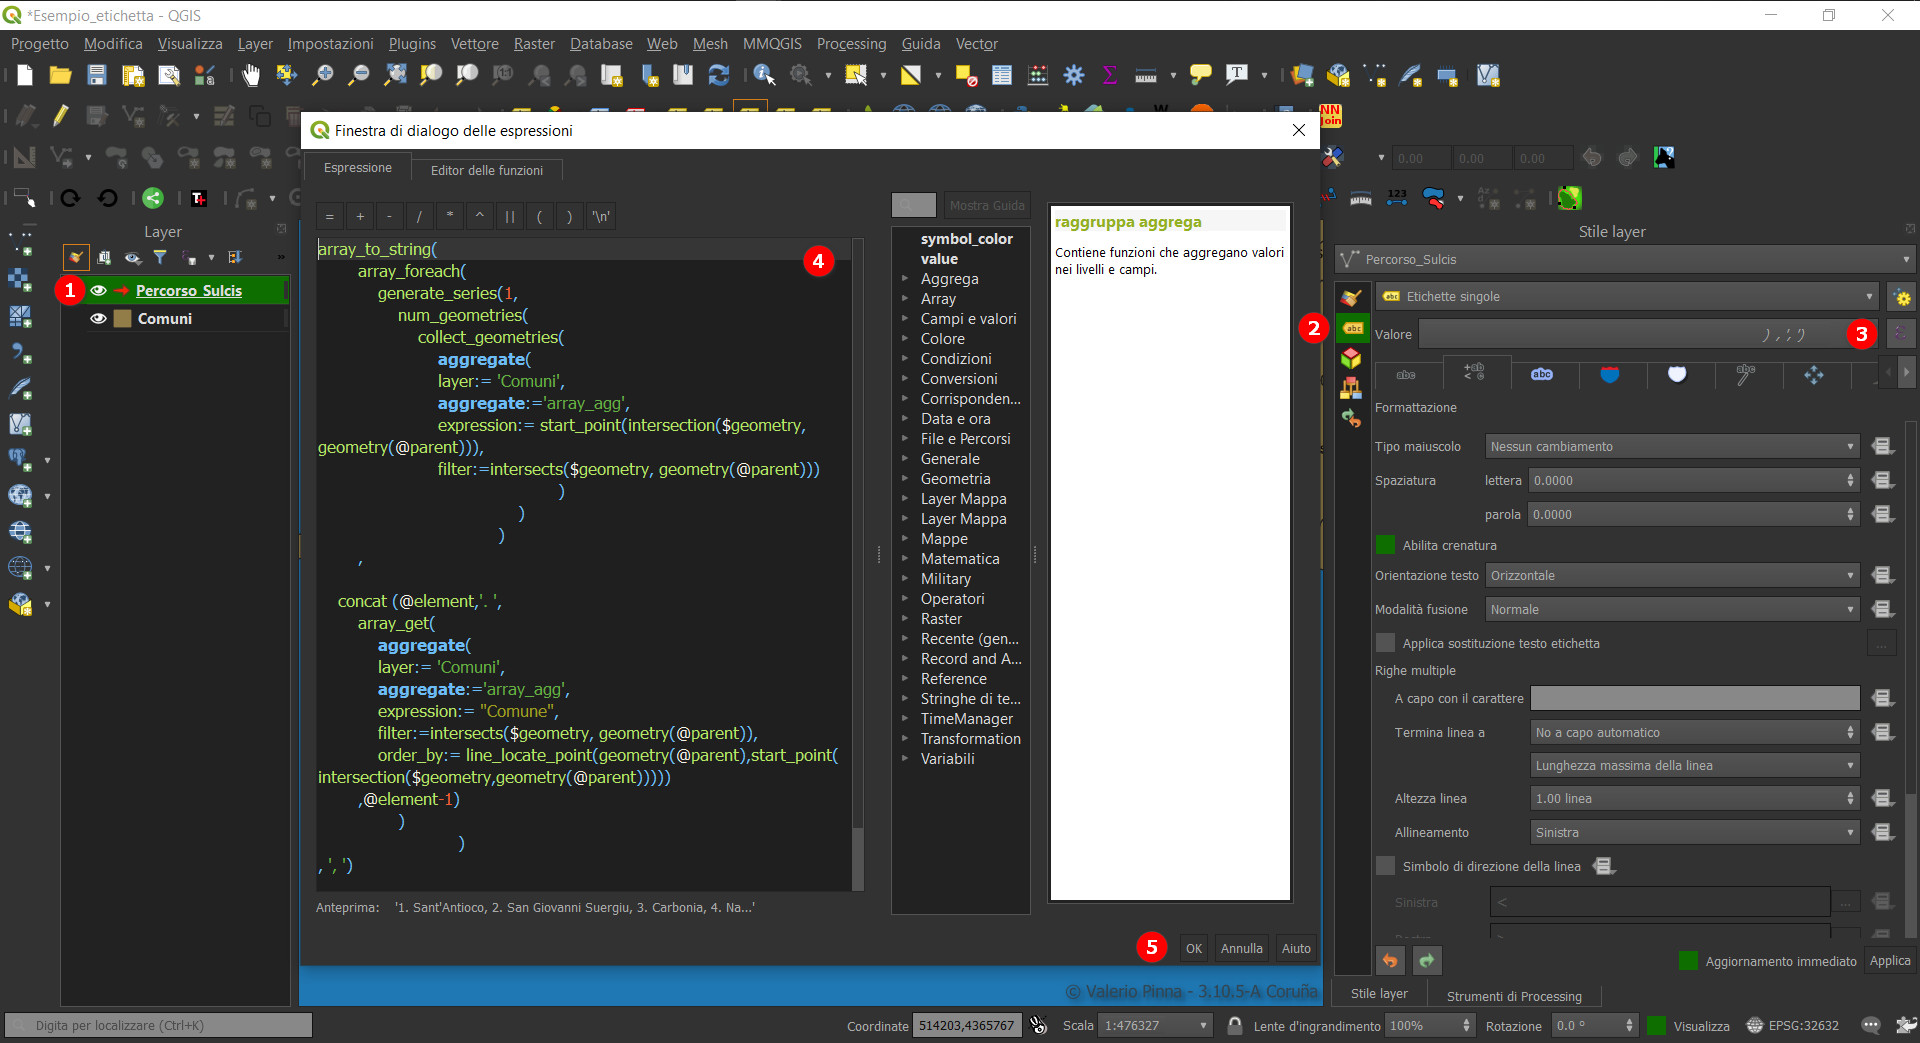 *Esempio_etichetta - QGIS
Progetto Modifica Visualizza Layer Impostazioni Plugins Vettore Raster Database Web Mesh MMQGIS Processing Guida Vector
Finestra di dialogo delle espressioni
NN
join
Espressione Editor delle funzioni
0.00 0.00 0.00
123
= + - / * ^ || ( ) '\n'
Mostra Guida
Layer
1
Percorso_Sulcis
Comuni
array_to_string(
array_foreach(
generate_series(1,
num_geometries(
collect_geometries(
aggregate(
layer:= 'Comuni',
aggregate:='array_agg',
expression:= start_point(intersection($geometry,
geometry(@parent))),
filter:=intersects($geometry, geometry(@parent)))
)
)
)
,
concat (@element,'. ',
array_get(
aggregate(
layer:= 'Comuni',
aggregate:='array_agg',
expression:= "Comune",
filter:=intersects($geometry, geometry(@parent)),
order_by:= line_locate_point(geometry(@parent),start_point(
intersection($geometry,geometry(@parent)))))
,@element-1)
)
)
, ', ')
4
Anteprima: '1. Sant'Antioco, 2. San Giovanni Suergiu, 3. Carbonia, 4. Na...'
symbol_color
value
Aggrega
Array
Campi e valori
Colore
Condizioni
Conversioni
Corrisponden...
Data e ora
File e Percorsi
Generale
Geometria
Layer Mappa
Layer Mappa
Mappe
Matematica
Military
Operatori
Raster
Recente (gen...
Record and A...
Reference
Stringhe di te...
TimeManager
Transformation
Variabili
raggruppa aggrega
Contiene funzioni che aggregano valori
nei livelli e campi.
5
OK Annulla Aiuto
© Valerio Pinna - 3.10.5-A Coruña
Stile layer
Percorso_Sulcis
Etichette singole
2
Valore ) , ', ') 3
Formattazione
Tipo maiuscolo Nessun cambiamento
Spaziatura lettera 0.0000
parola 0.0000
Abilita crenatura
Orientazione testo Orizzontale
Modalità fusione Normale
Applica sostituzione testo etichetta ...
Righe multiple
A capo con il carattere
Termina linea a No a capo automatico
Lunghezza massima della linea
Altezza linea 1.00 linea
Allineamento Sinistra
Simbolo di direzione della linea
Sinistra < ...
Aggiornamento immediato Applica
Stile layer Strumenti di Processing
Digita per localizzare (Ctrl+K) Coordinate 514203,4365767 Scala 1:476327 Lente d'ingrandimento 100% Rotazione 0.0 ° Visualizza EPSG:32632